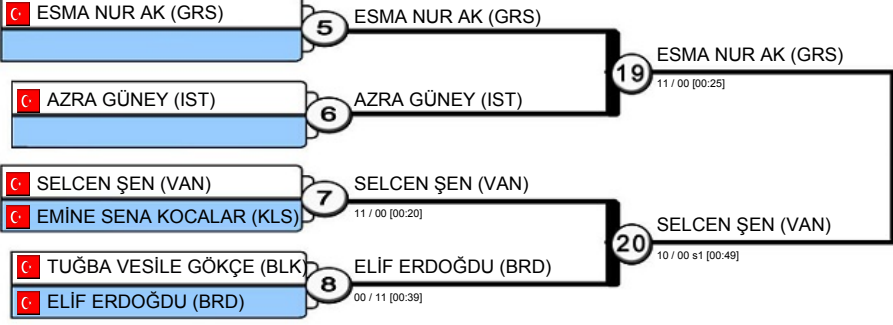 ESMA NUR AK (GRS)
5
ESMA NUR AK (GRS)
19
ESMA NUR AK (GRS)
11 / 00 [00:25]
AZRA GÜNEY (IST)
6
AZRA GÜNEY (IST)
SELCEN ŞEN (VAN)
EMİNE SENA KOCALAR (KLS)
7
SELCEN ŞEN (VAN)
11 / 00 [00:20]
20
SELCEN ŞEN (VAN)
10 / 00 s1 [00:49]
TUĞBA VESİLE GÖKÇE (BLK)
ELİF ERDOĞDU (BRD)
8
ELİF ERDOĞDU (BRD)
00 / 11 [00:39]